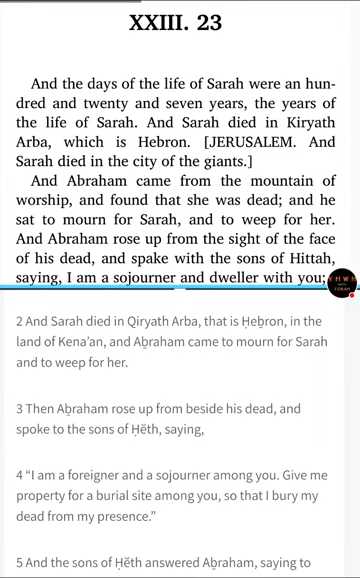 XXIII. 23
And the days of the life of Sarah were an hun-
dred and twenty and seven years, the years of
the life of Sarah. And Sarah died in Kiryath
Arba, which is Hebron. [JERUSALEM. And
Sarah died in the city of the giants.]
And Abraham came from the mountain of
worship, and found that she was dead; and he
sat to mourn for Sarah, and to weep for her.
And Abraham rose up from the sight of the face
of his dead, and spake with the sons of Hittah,
saying, I am a sojourner and dweller with you;
Y H W H
TORAH
2 And Sarah died in Qiryath Arba, that is Ḥeḇron, in the
land of Kena‛an, and Aḇraham came to mourn for Sarah
and to weep for her.
3 Then Aḇraham rose up from beside his dead, and
spoke to the sons of Ḥĕth, saying,
4 “I am a foreigner and a sojourner among you. Give me
property for a burial site among you, so that I bury my
dead from my presence.”
5 And the sons of Ḥĕth answered Aḇraham, saying to